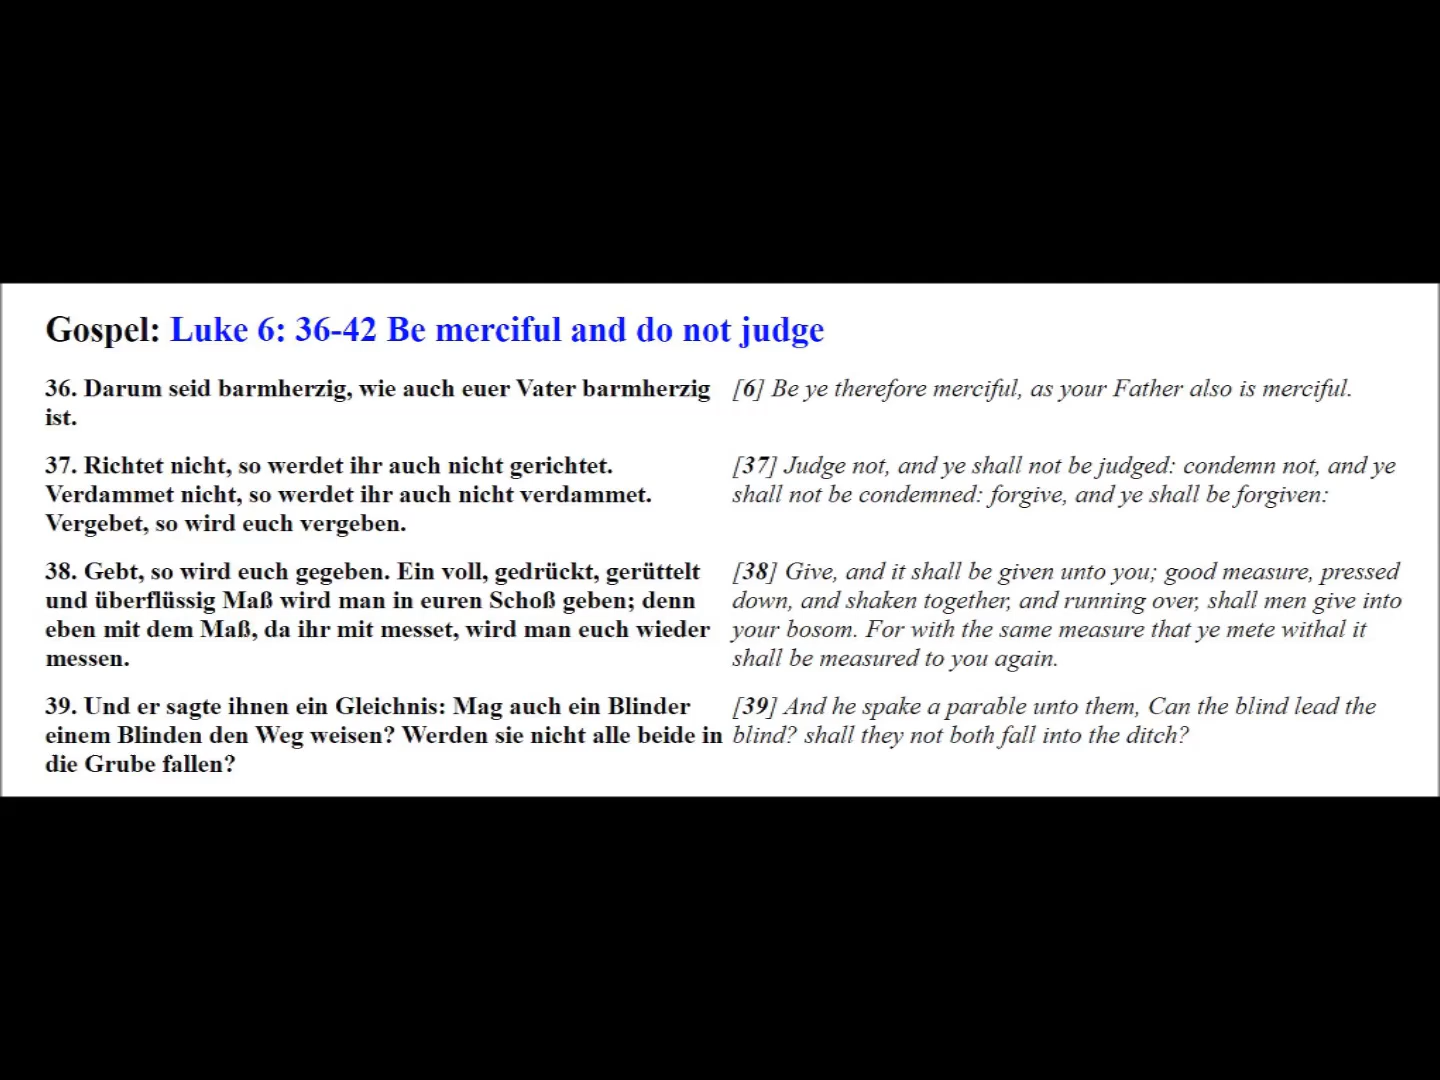 Gospel: Luke 6: 36-42 Be merciful and do not judge
36. Darum seid barmherzig, wie auch euer Vater barmherzig
ist.
[6] Be ye therefore merciful, as your Father also is merciful.
37. Richtet nicht, so werdet ihr auch nicht gerichtet.
Verdammet nicht, so werdet ihr auch nicht verdammet.
Vergebet, so wird euch vergeben.
[37] Judge not, and ye shall not be judged: condemn not, and ye
shall not be condemned: forgive, and ye shall be forgiven:
38. Gebt, so wird euch gegeben. Ein voll, gedrückt, gerüttelt
und überflüssig Maß wird man in euren Schoß geben; denn
eben mit dem Maß, da ihr mit messet, wird man euch wieder
messen.
[38] Give, and it shall be given unto you; good measure, pressed
down, and shaken together, and running over, shall men give into
your bosom. For with the same measure that ye mete withal it
shall be measured to you again.
39. Und er sagte ihnen ein Gleichnis: Mag auch ein Blinder
einem Blinden den Weg weisen? Werden sie nicht alle beide in
die Grube fallen?
[39] And he spake a parable unto them, Can the blind lead the
blind? shall they not both fall into the ditch?